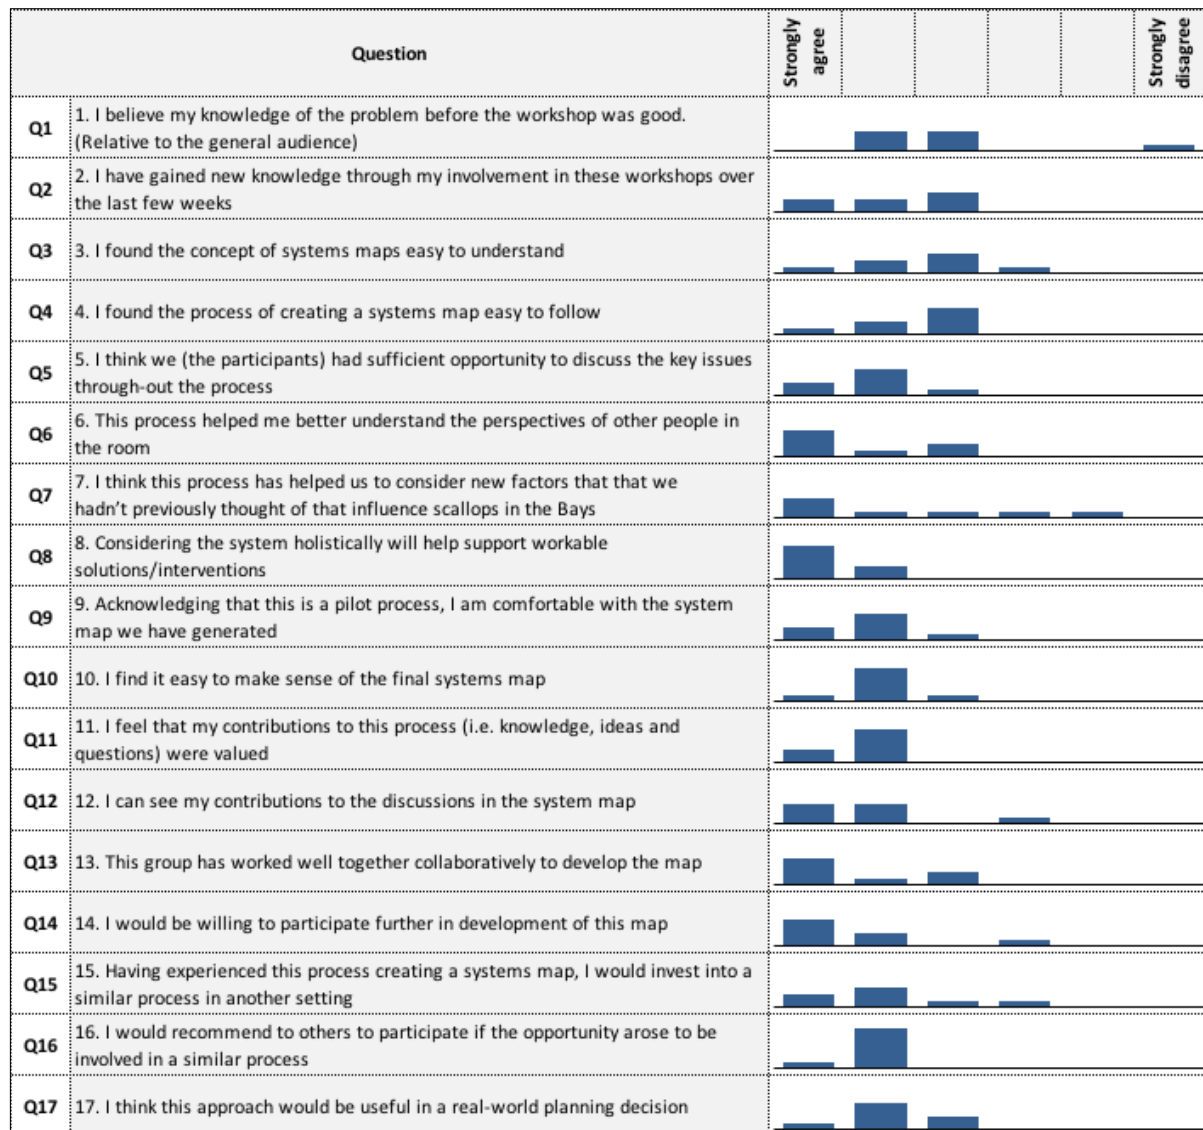 Question
Strongly
agree
Strongly
disagree
Q1
1. I believe my knowledge of the problem before the workshop was good.
(Relative to the general audience)
Q2
2. I have gained new knowledge through my involvement in these workshops over
the last few weeks
Q3
3. I found the concept of systems maps easy to understand
Q4
4. I found the process of creating a systems map easy to follow
Q5
5. I think we (the participants) had sufficient opportunity to discuss the key issues
through-out the process
Q6
6. This process helped me better understand the perspectives of other people in
the room
Q7
7. I think this process has helped us to consider new factors that that we
hadn't previously thought of that influence scallops in the Bays
Q8
8. Considering the system holistically will help support workable
solutions/interventions
Q9
9. Acknowledging that this is a pilot process, I am comfortable with the system
map we have generated
Q10
10. I find it easy to make sense of the final systems map
Q11
11. I feel that my contributions to this process (i.e. knowledge, ideas and
questions) were valued
Q12
12. I can see my contributions to the discussions in the system map
Q13
13. This group has worked well together collaboratively to develop the map
Q14
14. I would be willing to participate further in development of this map
Q15
15. Having experienced this process creating a systems map, I would invest into a
similar process in another setting
Q16
16. I would recommend to others to participate if the opportunity arose to be
involved in a similar process
Q17
17. I think this approach would be useful in a real-world planning decision